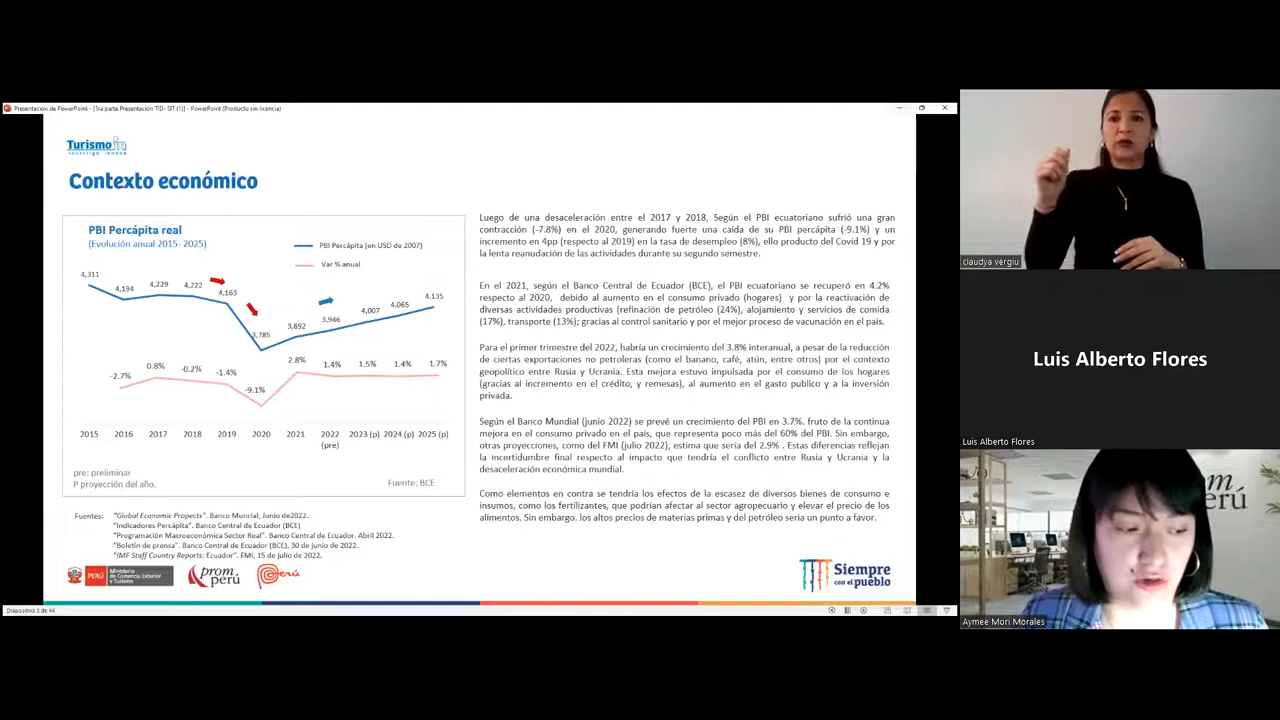 Presentación de PowerPoint - [3ra parte Presentación TID- SIT (1)] - PowerPoint (Producto sin licencia)
Turismo in
investiga innova
Contexto económico
PBI Percápita real
(Evolución anual 2015- 2025)
PBI Percápita (en USD de 2007)
Var % anual
4,311
4,194
4,229
4,222
4,163
3,785
3,892
3,946
4,007
4,065
4,135
-2.7%
0.8%
-0.2%
-1.4%
-9.1%
2.8%
1.4%
1.5%
1.4%
1.7%
2015 2016 2017 2018 2019 2020 2021 2022 2023 (p) 2024 (p) 2025 (p)
(pre)
pre: preliminar
P proyección del año.
Fuente: BCE
Fuentes: "Global Economic Propects". Banco Muncial, Junio de2022.
"Indicadores Percápita". Banco Central de Ecuador (BCE)
"Programación Macroeconómica Sector Real". Banco Central de Ecuador. Abril 2022.
"Boletín de prensa". Banco Central de Ecuador (BCE), 30 de junio de 2022.
"IMF Staff Country Reports: Ecuador". FMI, 15 de julio de 2022.
Luego de una desaceleración entre el 2017 y 2018, Según el PBI ecuatoriano sufrió una gran
contracción (-7.8%) en el 2020, generando fuerte una caída de su PBI percápita (-9.1%) y un
incremento en 4pp (respecto al 2019) en la tasa de desempleo (8%), ello producto del Covid 19 y por
la lenta reanudación de las actividades durante su segundo semestre.
En el 2021, según el Banco Central de Ecuador (BCE), el PBI ecuatoriano se recuperó en 4.2%
respecto al 2020, debido al aumento en el consumo privado (hogares) y por la reactivación de
diversas actividades productivas (refinación de petróleo (24%), alojamiento y servicios de comida
(17%), transporte (13%); gracias al control sanitario y por el mejor proceso de vacunación en el país.
Para el primer trimestre del 2022, habría un crecimiento del 3.8% interanual, a pesar de la reducción
de ciertas exportaciones no petroleras (como el banano, café, atún, entre otros) por el contexto
geopolítico entre Rusia y Ucrania. Esta mejora estuvo impulsada por el consumo de los hogares
(gracias al incremento en el crédito, y remesas), al aumento en el gasto publico y a la inversión
privada.
Según el Banco Mundial (junio 2022) se prevé un crecimiento del PBI en 3.7%. fruto de la continua
mejora en el consumo privado en el país, que representa poco más del 60% del PBI. Sin embargo,
otras proyecciones, como del FMI (julio 2022), estima que sería del 2.9% . Estas diferencias reflejan
la incertidumbre final respecto al impacto que tendría el conflicto entre Rusia y Ucrania y la
desaceleración económica mundial.
Como elementos en contra se tendría los efectos de la escasez de diversos bienes de consumo e
insumos, como los fertilizantes, que podrían afectar al sector agropecuario y elevar el precio de los
alimentos. Sin embargo. los altos precios de materias primas y del petróleo seria un punto a favor.
PERÚ Ministerio de Comercio Exterior y Turismo
prom perú
Perú
Siempre
con el pueblo
Diapositiva 3 de 44
claudya vergiu
Luis Alberto Flores
Luis Alberto Flores
prom
perú
Aymee Mori Morales